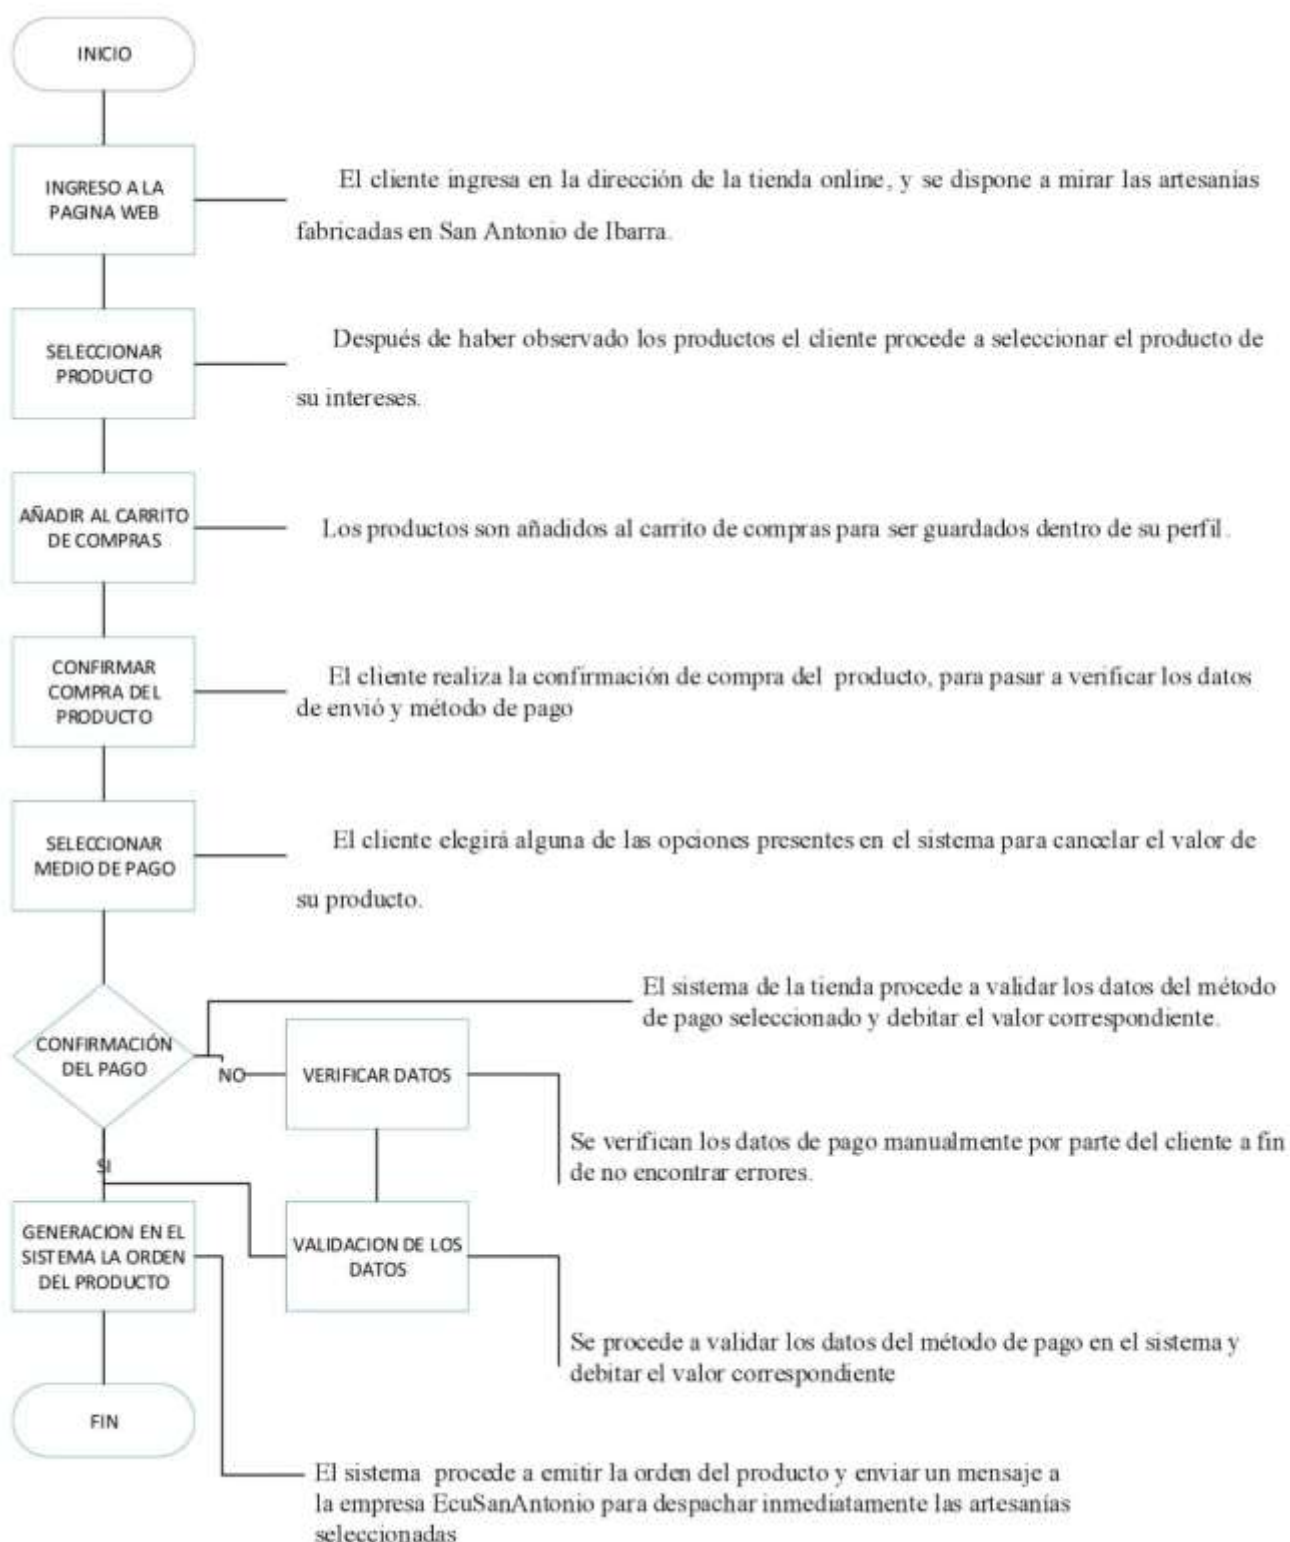 INICIO
INGRESO A LA
PAGINA WEB
El cliente ingresa en la dirección de la tienda online, y se dispone a mirar las artesanías
fabricadas en San Antonio de Ibarra.
SELECCIONAR
PRODUCTO
Después de haber observado los productos el cliente procede a seleccionar el producto de
su intereses.
AÑADIR AL CARRITO
DE COMPRAS
Los productos son añadidos al carrito de compras para ser guardados dentro de su perfil.
CONFIRMAR
COMPRA DEL
PRODUCTO
El cliente realiza la confirmación de compra del producto, para pasar a verificar los datos
de envió y método de pago
SELECCIONAR
MEDIO DE PAGO
El cliente elegirá alguna de las opciones presentes en el sistema para cancelar el valor de
su producto.
CONFIRMACIÓN
DEL PAGO
El sistema de la tienda procede a validar los datos del método
de pago seleccionado y debitar el valor correspondiente.
NO
VERIFICAR DATOS
Se verifican los datos de pago manualmente por parte del cliente a fin
de no encontrar errores.
SI
GENERACION EN EL
SISTEMA LA ORDEN
DEL PRODUCTO
VALIDACION DE LOS
DATOS
Se procede a validar los datos del método de pago en el sistema y
debitar el valor correspondiente
FIN
El sistema procede a emitir la orden del producto y enviar un mensaje a
la empresa EcuSanAntonio para despachar inmediatamente las artesanías
seleccionadas